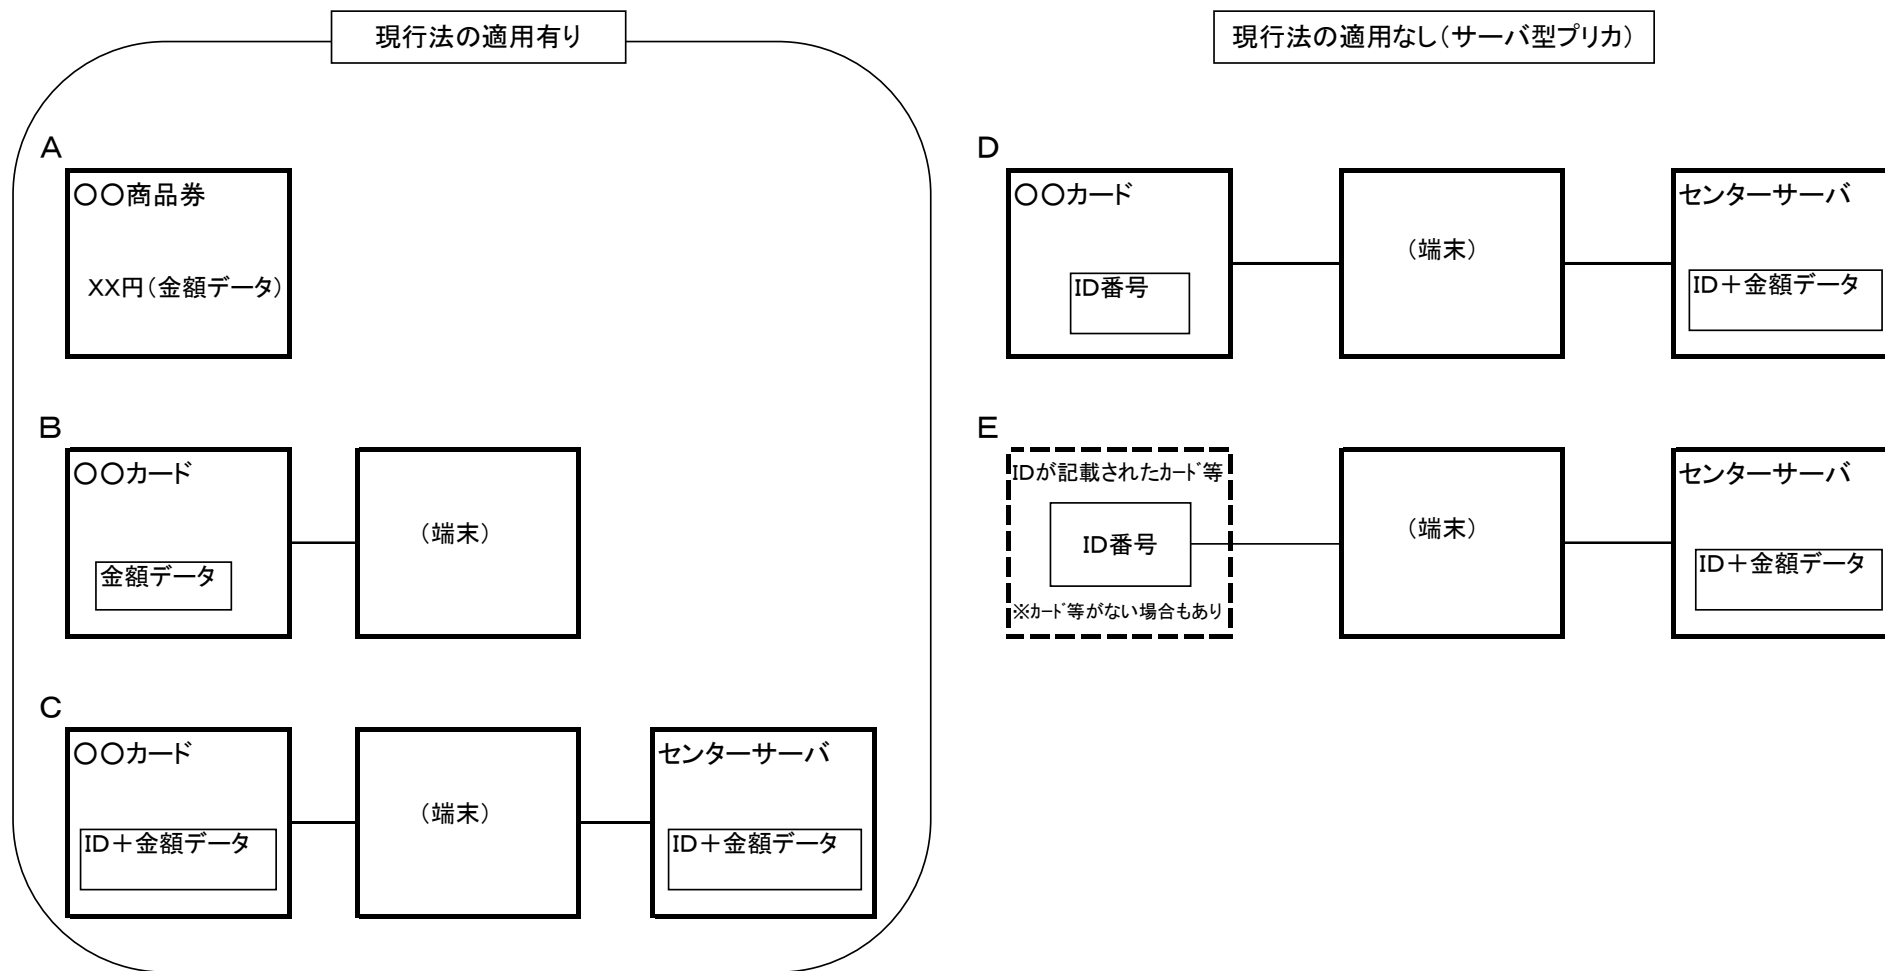 現行法の適用有り
現行法の適用なし（サーバ型プリカ）
A
〇〇商品券
XX円（金額データ）
B
〇〇カード
金額データ
（端末）
C
〇〇カード
ID＋金額データ
（端末）
センターサーバ
ID＋金額データ
D
〇〇カード
ID番号
（端末）
センターサーバ
ID＋金額データ
E
IDが記載されたｶｰﾄﾞ等
ID番号
※ｶｰﾄﾞ等がない場合もあり
（端末）
センターサーバ
ID＋金額データ